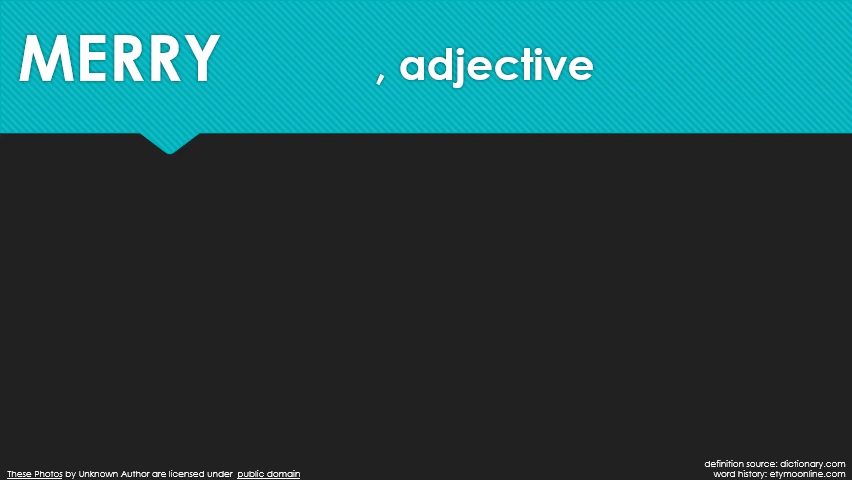 MERRY , adjective
definition source: dictionary.com
These Photos by Unknown Author are licensed under public domain
word history: etymoonline.com